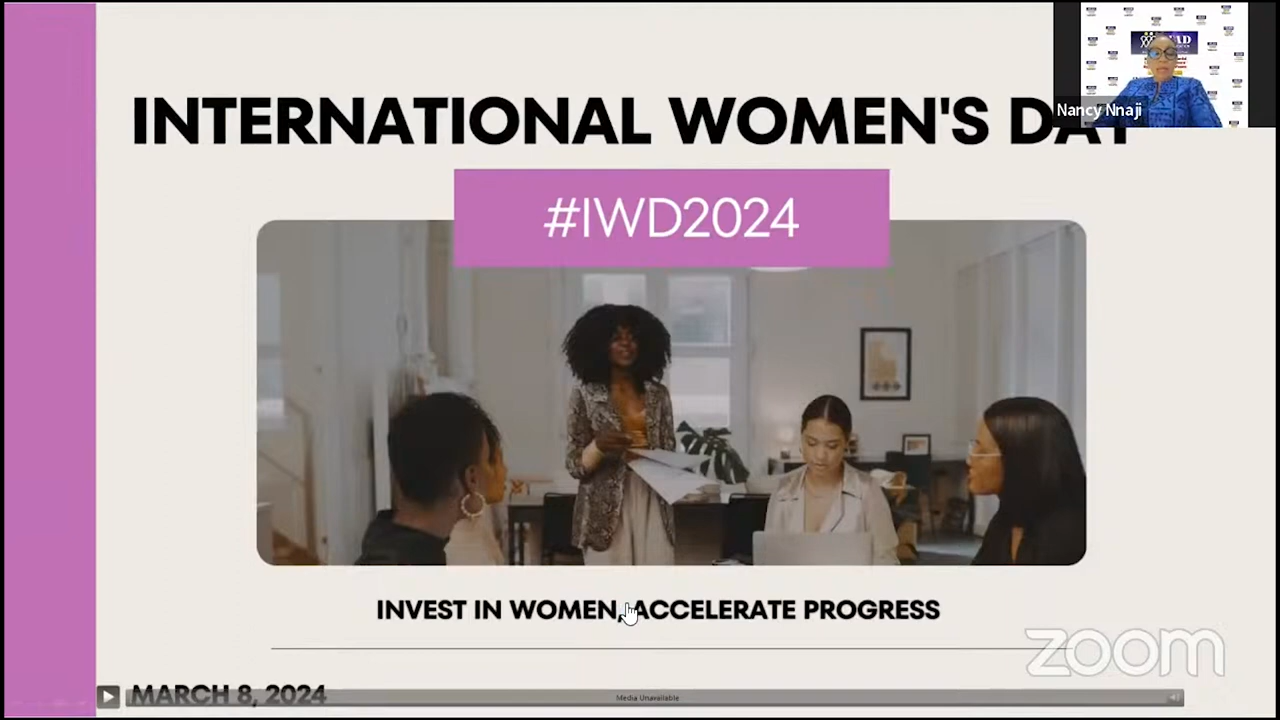 INTERNATIONAL WOMEN'S DAY
Nancy Nnaji
#IWD2024
INVEST IN WOMEN, ACCELERATE PROGRESS
zoom
MARCH 8, 2024
Media Unavailable